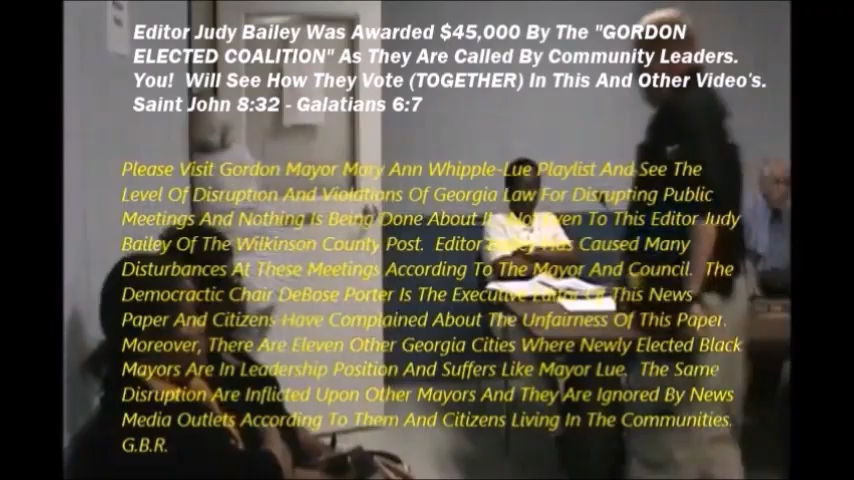 Editor Judy Bailey Was Awarded $45,000 By The "GORDON
ELECTED COALITION" As They Are Called By Community Leaders.
You! Will See How They Vote (TOGETHER) In This And Other Video's.
Saint John 8:32 - Galatians 6:7
Please Visit Gordon Mayor Mary Ann Whipple-Lue Playlist And See The
Level Of Disruption And Violations Of Georgia Law For Disrupting Public
Meetings And Nothing Is Being Done About It. Not Even To This Editor Judy
Bailey Of The Wilkinson County Post. Editor Bailey Has Caused Many
Disturbances At These Meetings According To The Mayor And Council. The
Democractic Chair DeBose Porter Is The Executive Editor Of This News
Paper And Citizens Have Complained About The Unfairness Of This Paper.
Moreover, There Are Eleven Other Georgia Cities Where Newly Elected Black
Mayors Are In Leadership Position And Suffers Like Mayor Lue. The Same
Disruption Are Inflicted Upon Other Mayors And They Are Ignored By News
Media Outlets According To Them And Citizens Living In The Communities.
G.B.R.